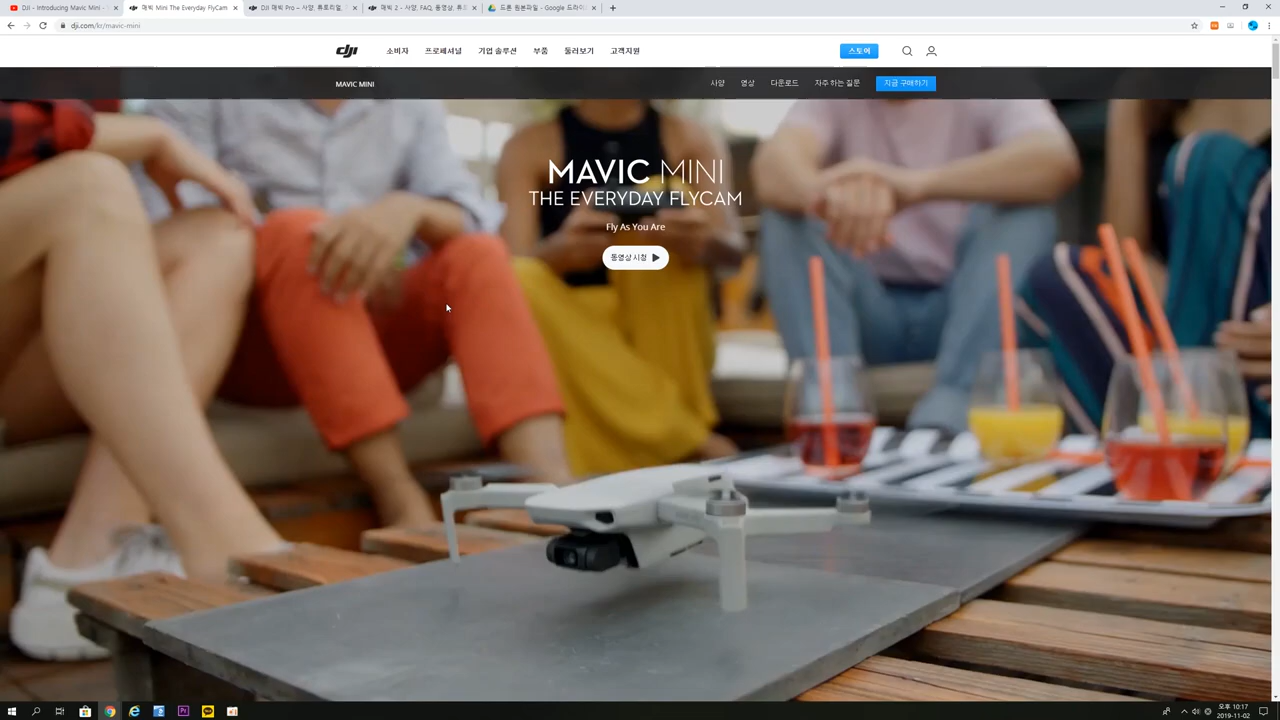 DJI - Introducing Mavic Mini -
매빅 Mini The Everyday FlyCam
DJI 매빅 Pro – 사양, 튜토리얼,
매빅 2 - 사양, FAQ, 동영상, 튜토
드론 원본파일 - Google 드라이
dji.com/kr/mavic-mini
dji
소비자
프로페셔널
기업 솔루션
부품
둘러보기
고객지원
스토어
MAVIC MINI
사양
영상
다운로드
자주 하는 질문
지금 구매하기
MAVIC MINI
THE EVERYDAY FLYCAM
Fly As You Are
동영상 시청
오후 10:17
2019-11-02